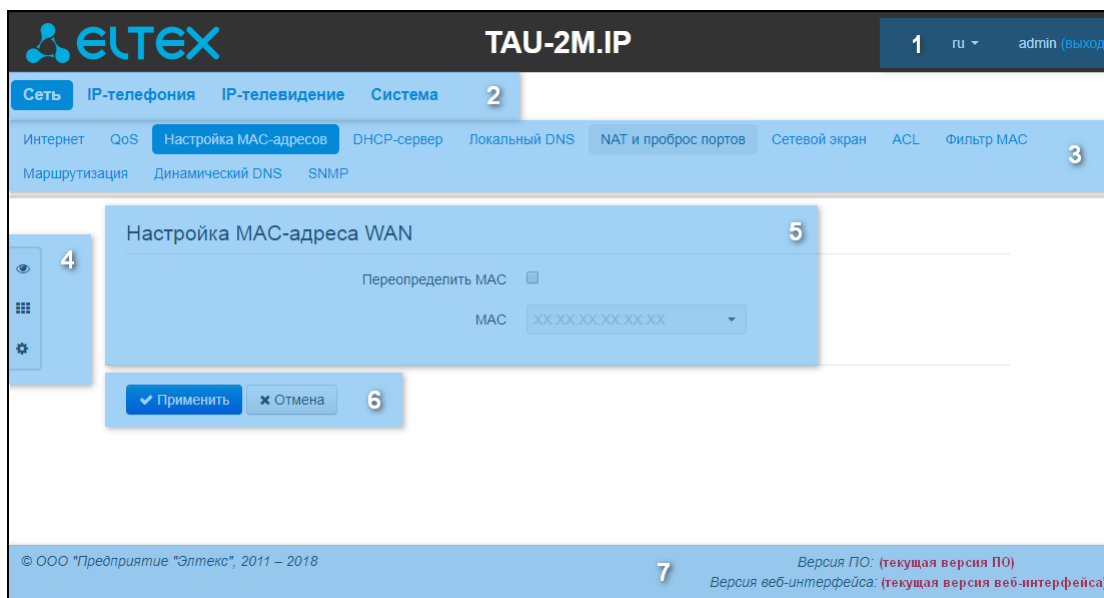 ELTEX TAU-2M.IP 1 ru admin (выход
Сеть IP-телефония IP-телевидение Система 2
Интернет QoS Настройка MAC-адресов DHCP-сервер Локальный DNS NAT и проброс портов Сетевой экран ACL Фильтр MAC 3
Маршрутизация Динамический DNS SNMP
Настройка MAC-адреса WAN 5
4
Переопределить MAC
MAC XX:XX:XX:XX:XX:XX
Применить Отмена 6
© ООО "Предприятие "Элтекс", 2011 – 2018
7
Версия ПО: (текущая версия ПО)
Версия веб-интерфейса: (текущая версия веб-интерфейса)